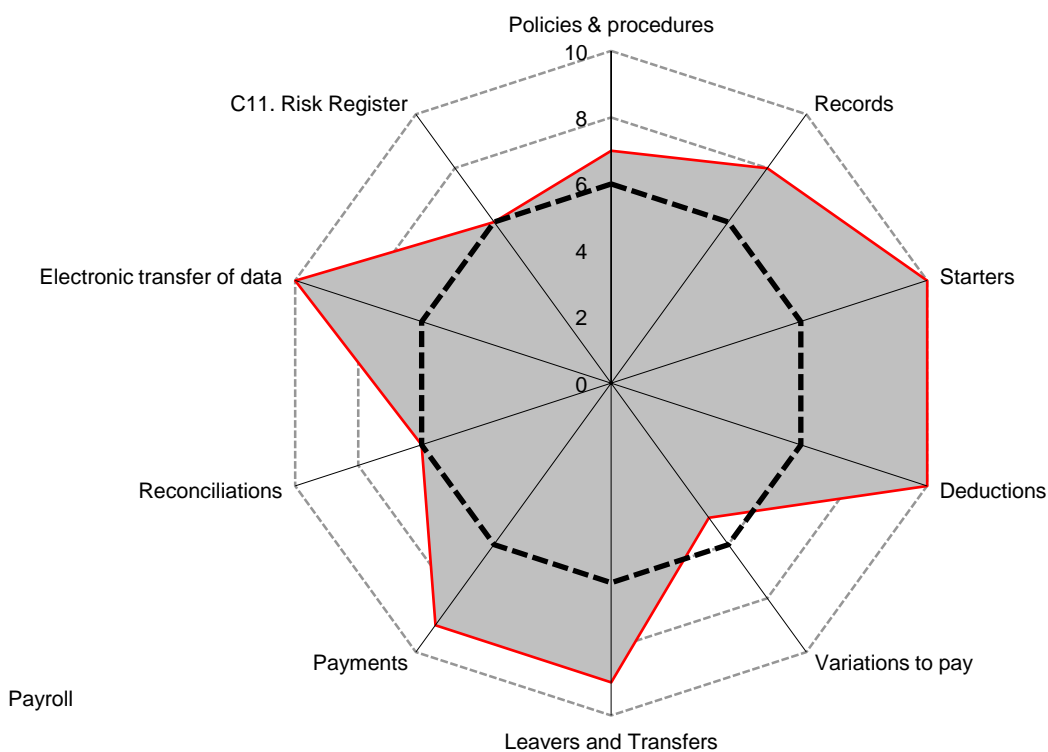 Policies & procedures
10
C11. Risk Register
Records
8
6
4
Electronic transfer of data
Starters
2
0
Reconciliations
Deductions
Payments
Variations to pay
Payroll
Leavers and Transfers